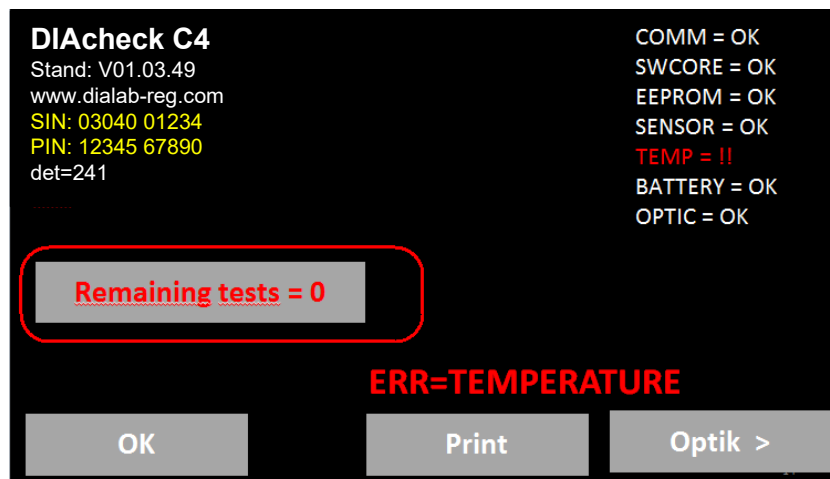 DIAcheck C4
Stand: V01.03.49
www.dialab-reg.com
SIN: 03040 01234
PIN: 12345 67890
det=241
.........
COMM = OK
SWCORE = OK
EEPROM = OK
SENSOR = OK
TEMP = !!
BATTERY = OK
OPTIC = OK
Remaining tests = 0
ERR=TEMPERATURE
OK
Print
Optik >